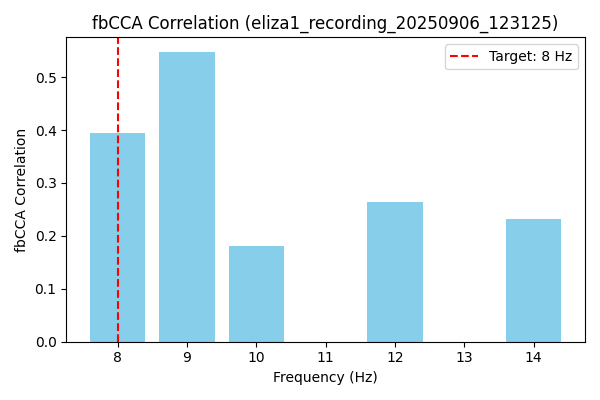 fbCCA Correlation (eliza1_recording_20250906_123125)
Target: 8 Hz
fbCCA Correlation
0.5
0.4
0.3
0.2
0.1
0.0
8 9 10 11 12 13 14
Frequency (Hz)